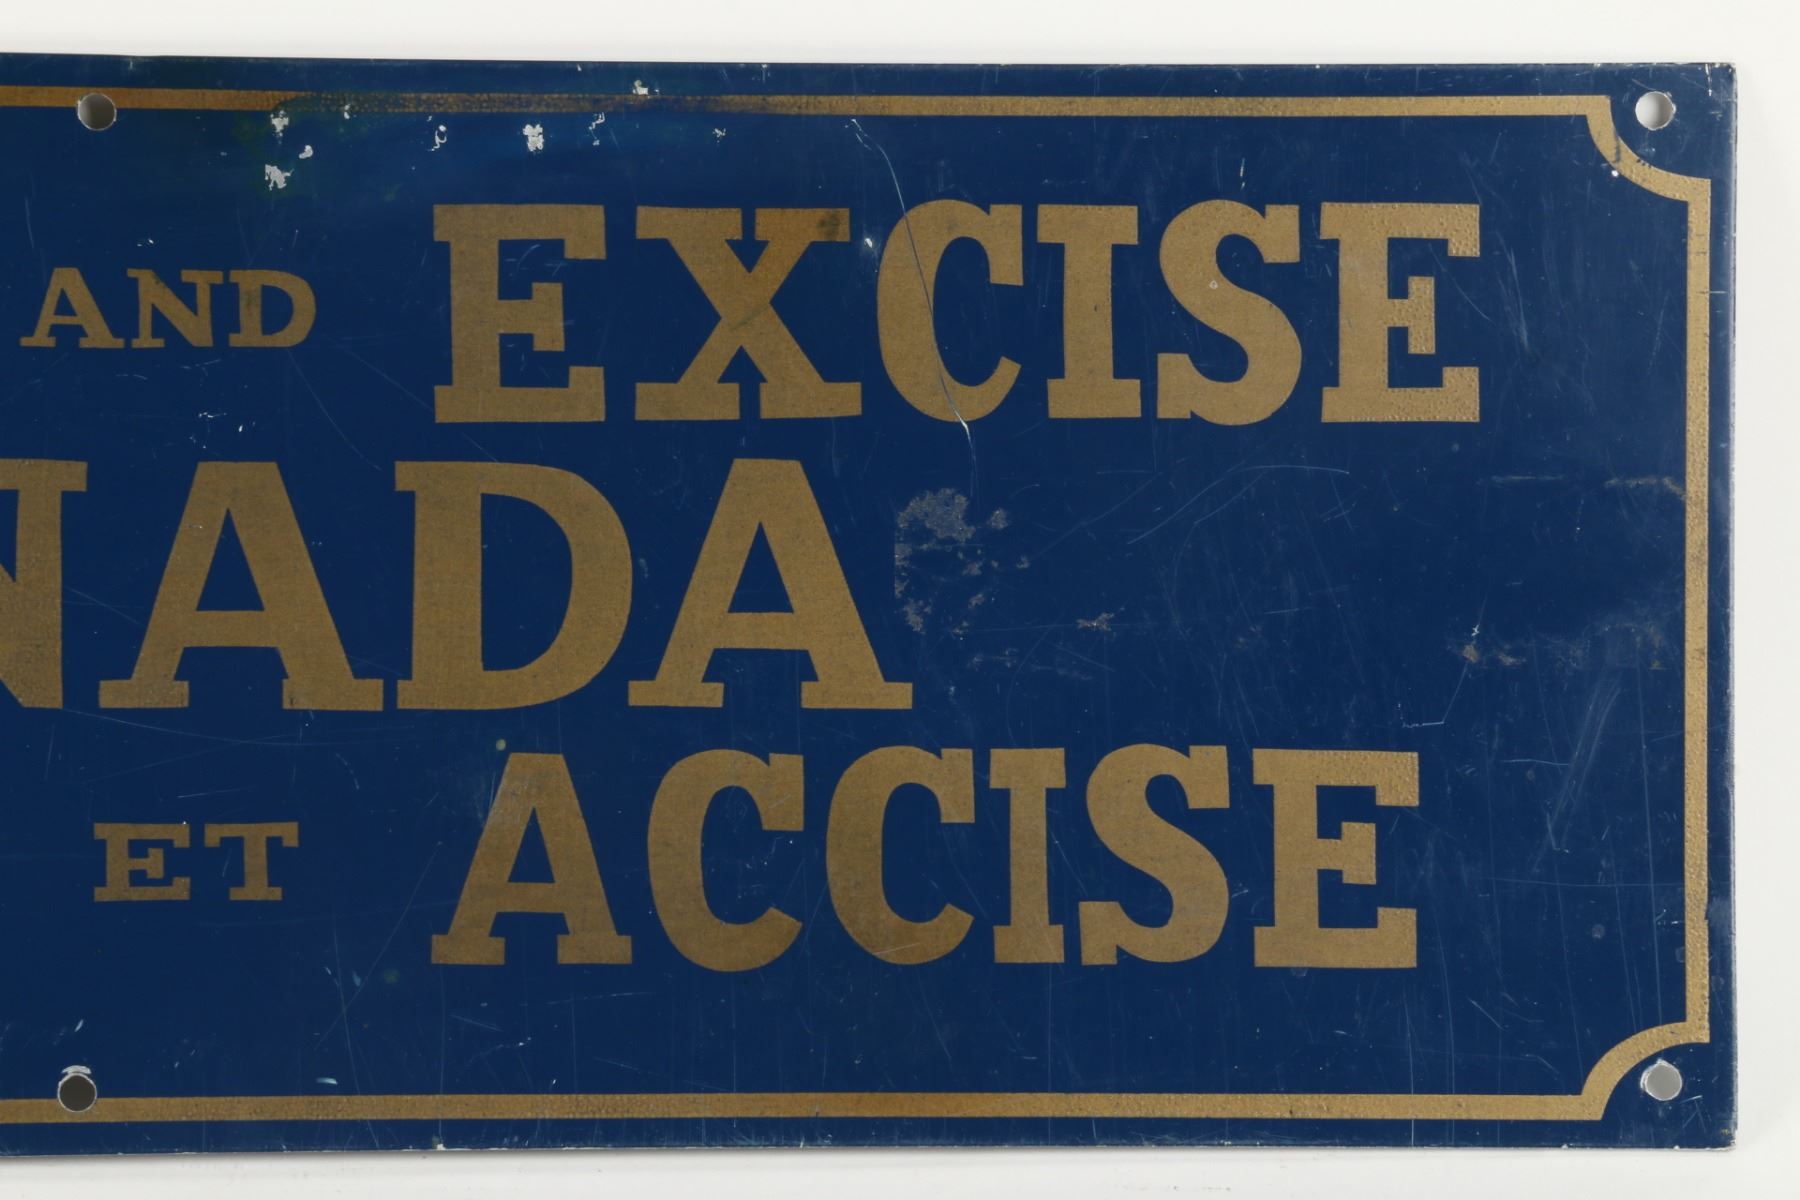 AND EXCISE
NADA
ET ACCISE